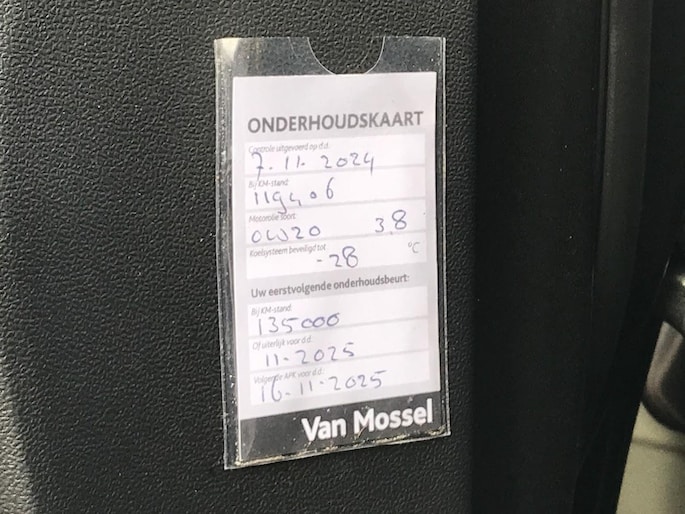 ONDERHOUDSKAART
Controle uitgevoerd op d.d.
7-11-2024
Bij KM-stand:
119406
Motorolie soort:
0W20 3.8
Koelsysteem beveiligd tot:
-28 °C
Uw eerstvolgende onderhoudsbeurt:
Bij KM-stand:
135000
Of uiterlijk voor d.d.
11-2025
Volgende APK voor d.d.:
16-11-2025
Van Mossel